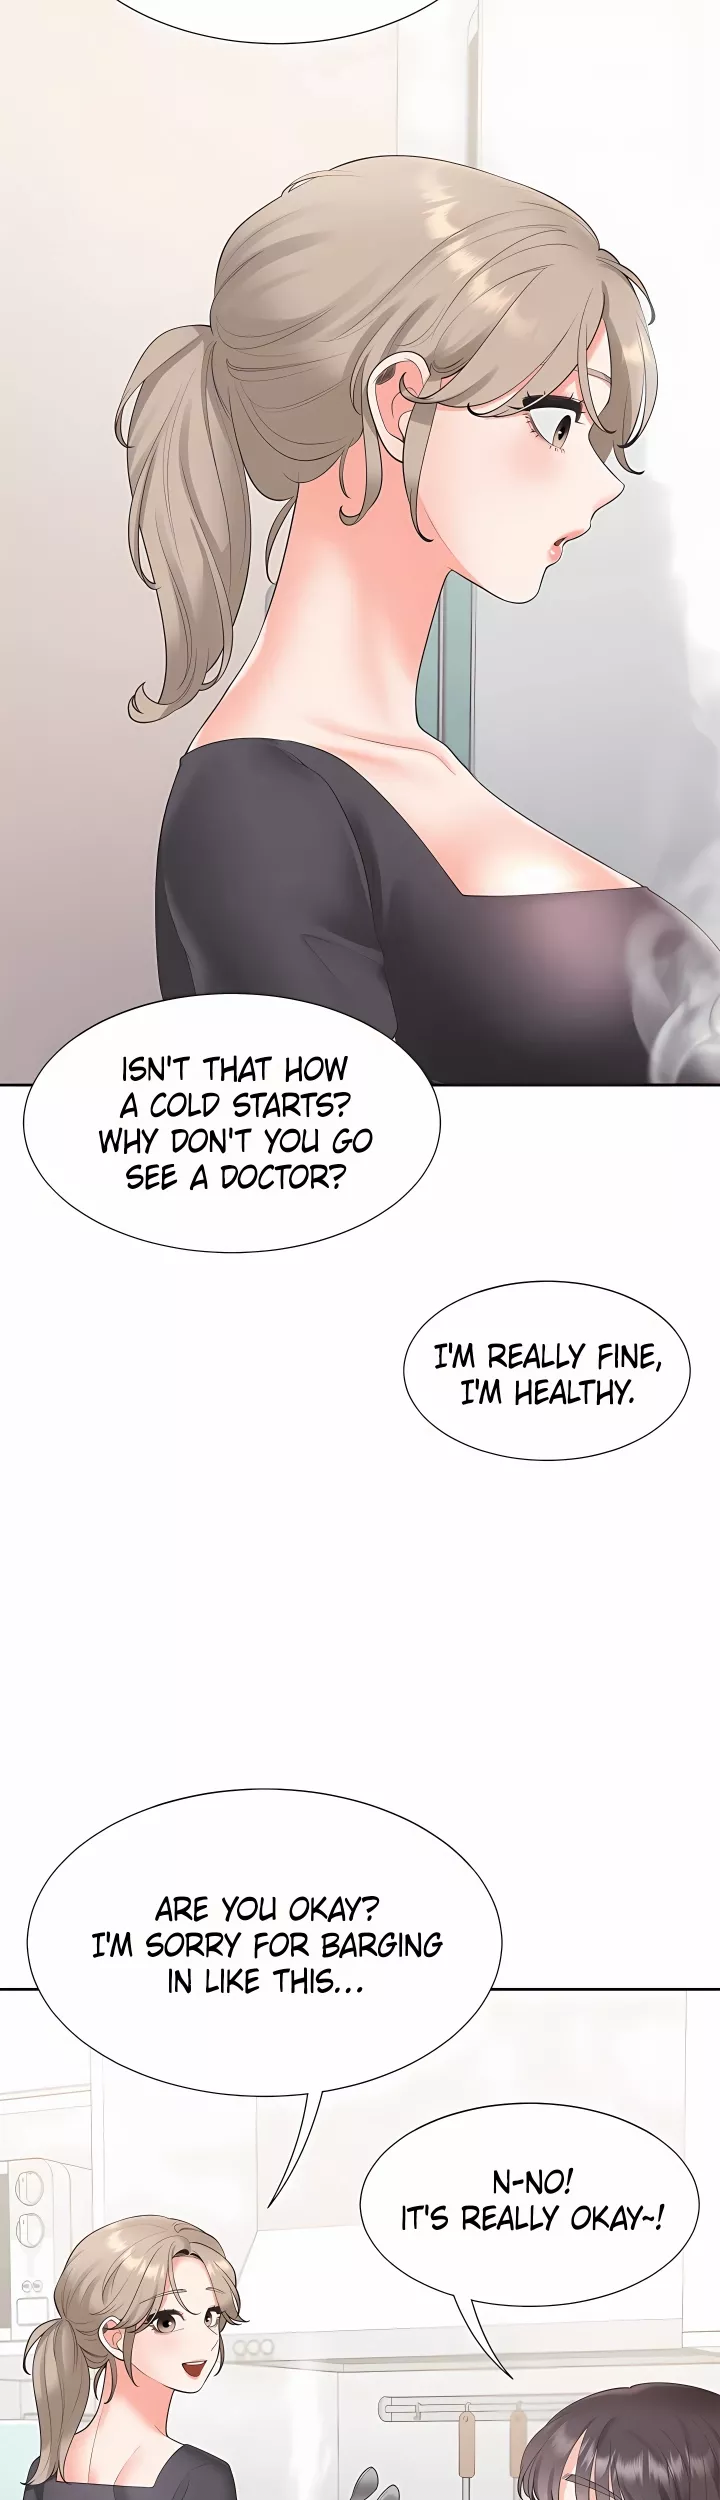 ISN'T THAT HOW
A COLD STARTS?
WHY DON'T YOU GO
SEE A DOCTOR?
I'M REALLY FINE,
I'M HEALTHY.
ARE YOU OKAY?
I'M SORRY FOR BARGING
IN LIKE THIS...
N-NO!
IT'S REALLY OKAY~!